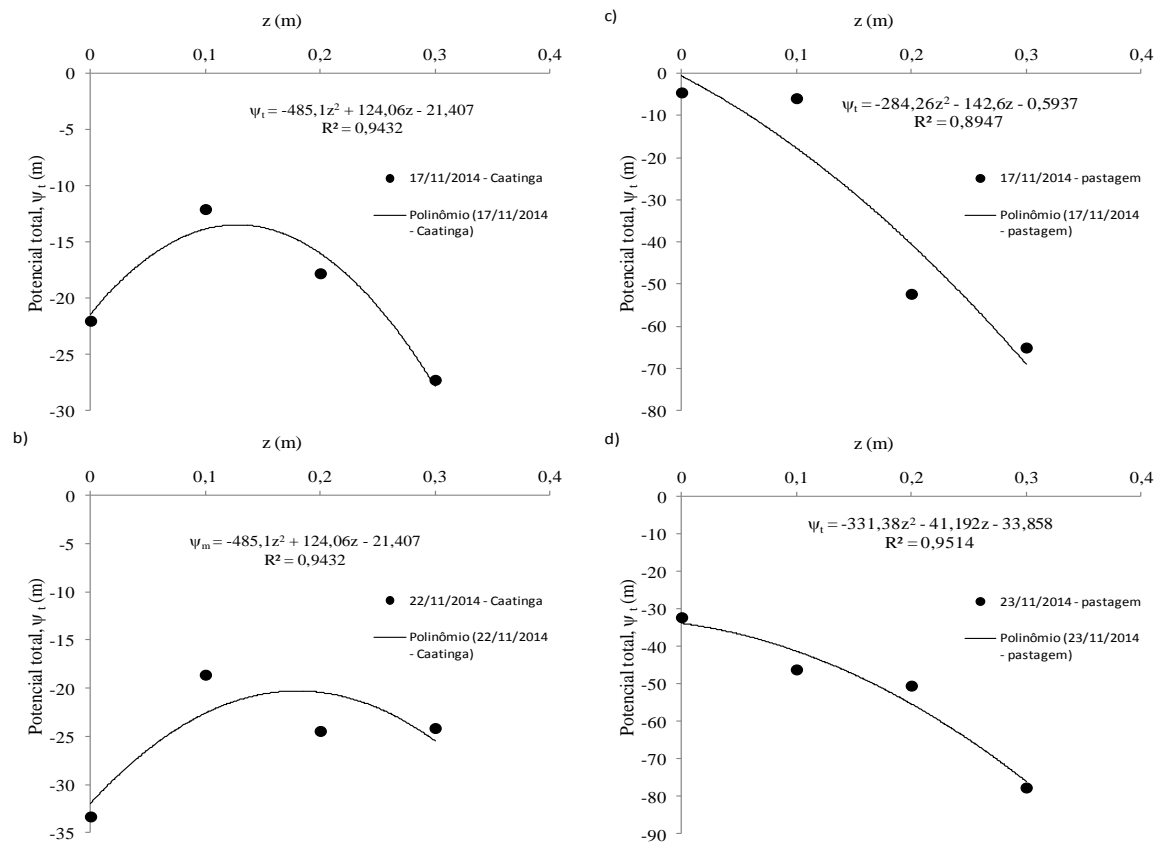 z (m)
0 0,1 0,2 0,3 0,4
0
-5
-10
-15
-20
-25
-30
Potencial total, ψt (m)
ψt = -485,1z² + 124,06z - 21,407
R² = 0,9432
17/11/2014 - Caatinga
Polinômio (17/11/2014
- Caatinga)
c)
z (m)
0 0,1 0,2 0,3 0,4
0
-10
-20
-30
-40
-50
-60
-70
-80
Potencial total, ψt (m)
ψt = -284,26z² - 142,6z - 0,5937
R² = 0,8947
17/11/2014 - pastagem
Polinômio (17/11/2014
- pastagem)
b)
z (m)
0 0,1 0,2 0,3 0,4
0
-5
-10
-15
-20
-25
-30
-35
Potencial total, ψt (m)
ψm = -485,1z² + 124,06z - 21,407
R² = 0,9432
22/11/2014 - Caatinga
Polinômio (22/11/2014
- Caatinga)
d)
z (m)
0 0,1 0,2 0,3 0,4
0
-10
-20
-30
-40
-50
-60
-70
-80
-90
Potencial total, ψt (m)
ψt = -331,38z² - 41,192z - 33,858
R² = 0,9514
23/11/2014 - pastagem
Polinômio (23/11/2014
- pastagem)